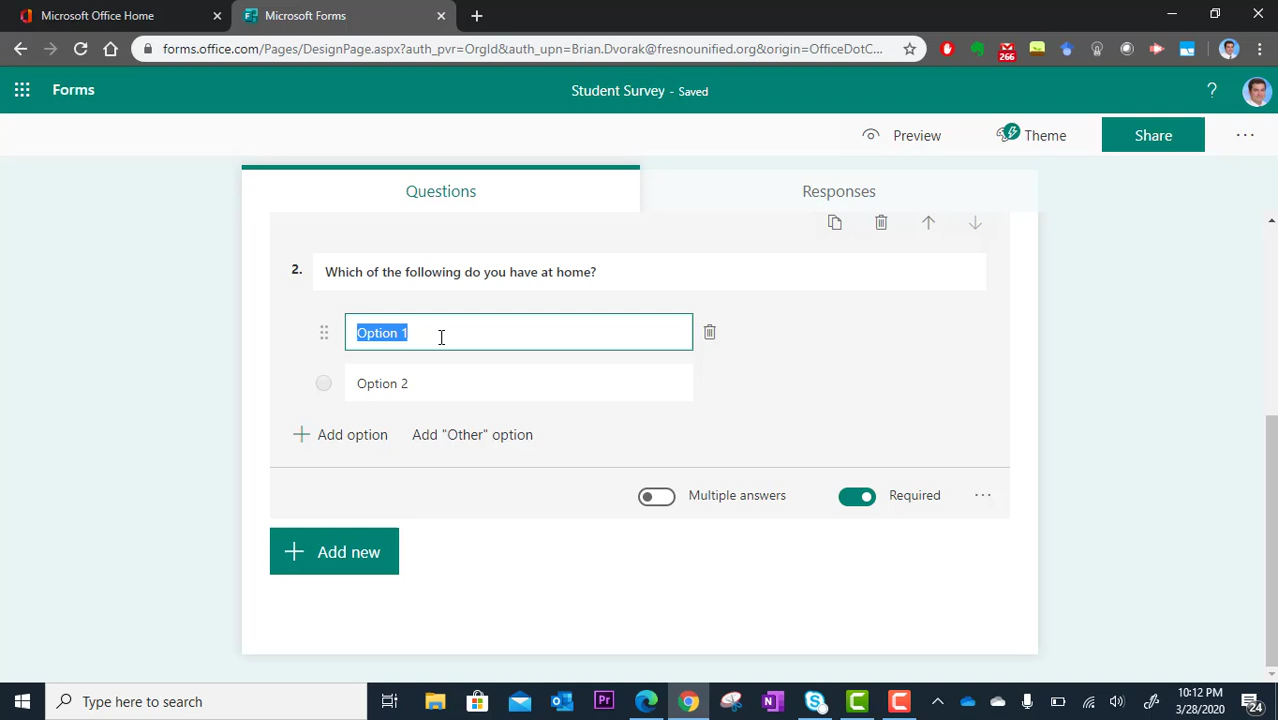 Microsoft Office Home
Microsoft Forms
forms.office.com/Pages/DesignPage.aspx?auth_pvr=OrgId&auth_upn=Brian.Dvorak@fresnounified.org&origin=OfficeDotC...
266
Forms
Student Survey - Saved
?
Preview
Theme
Share
Questions
Responses
2.
Which of the following do you have at home?
Option 1
Option 2
Add option
Add "Other" option
Multiple answers
Required
Add new
Type here to search
Pr
10:12 PM
3/28/2020
24